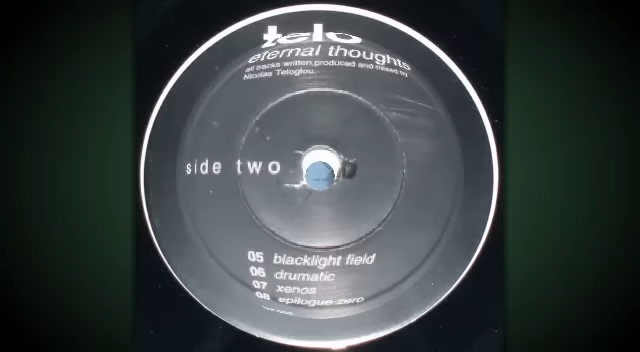 telo
eternal thoughts
all tracks written, produced and mixed by
Nicolas Teloglou.
side two
05 blacklight field
06 drumatic
07 xenos
08 epilogue zero